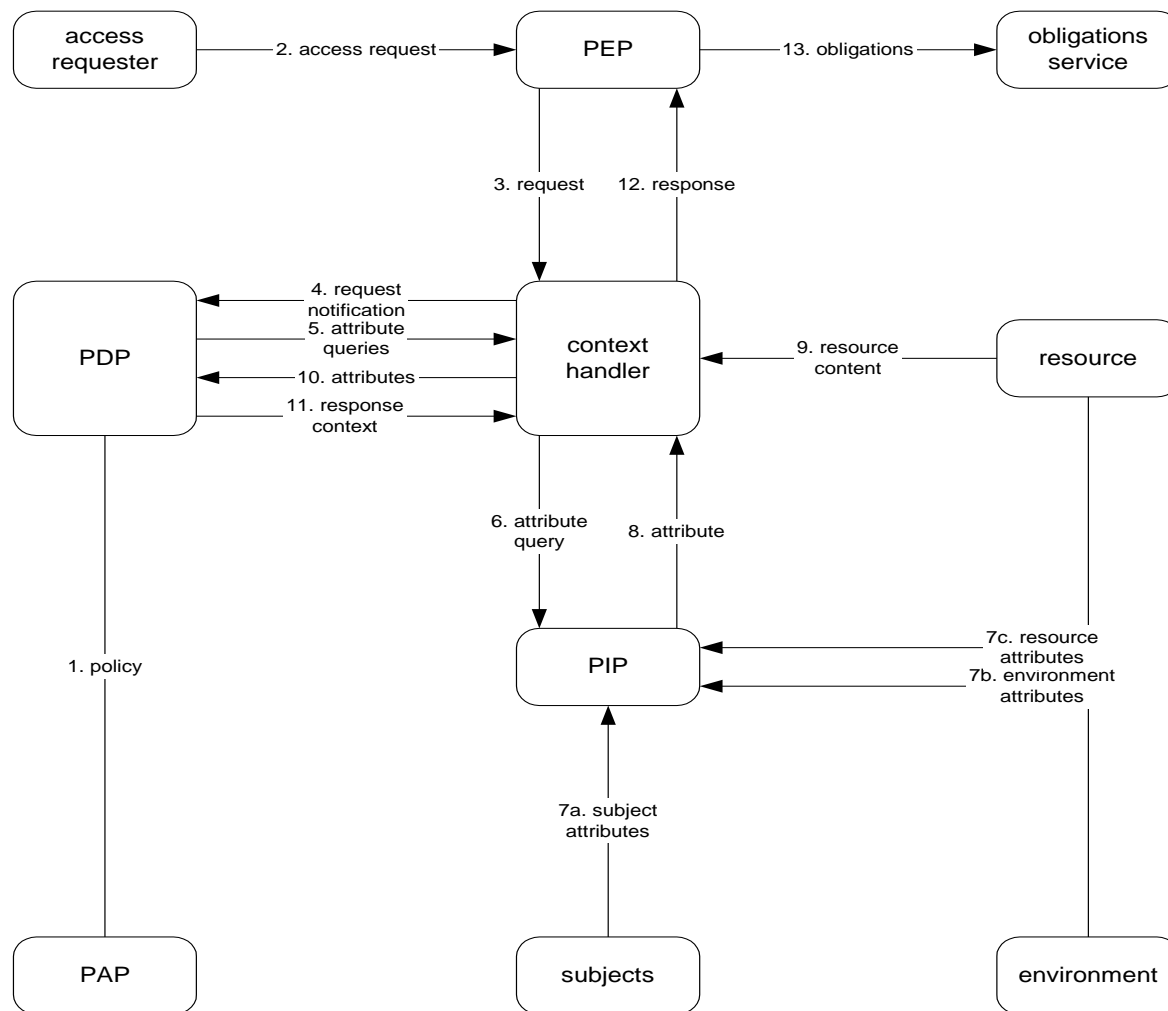 access
requester
2. access request
PEP
13. obligations
obligations
service
3. request
12. response
4. request
notification
5. attribute
queries
10. attributes
11. response
context
PDP
context
handler
9. resource
content
resource
6. attribute
query
8. attribute
1. policy
PIP
7c. resource
attributes
7b. environment
attributes
7a. subject
attributes
PAP
subjects
environment